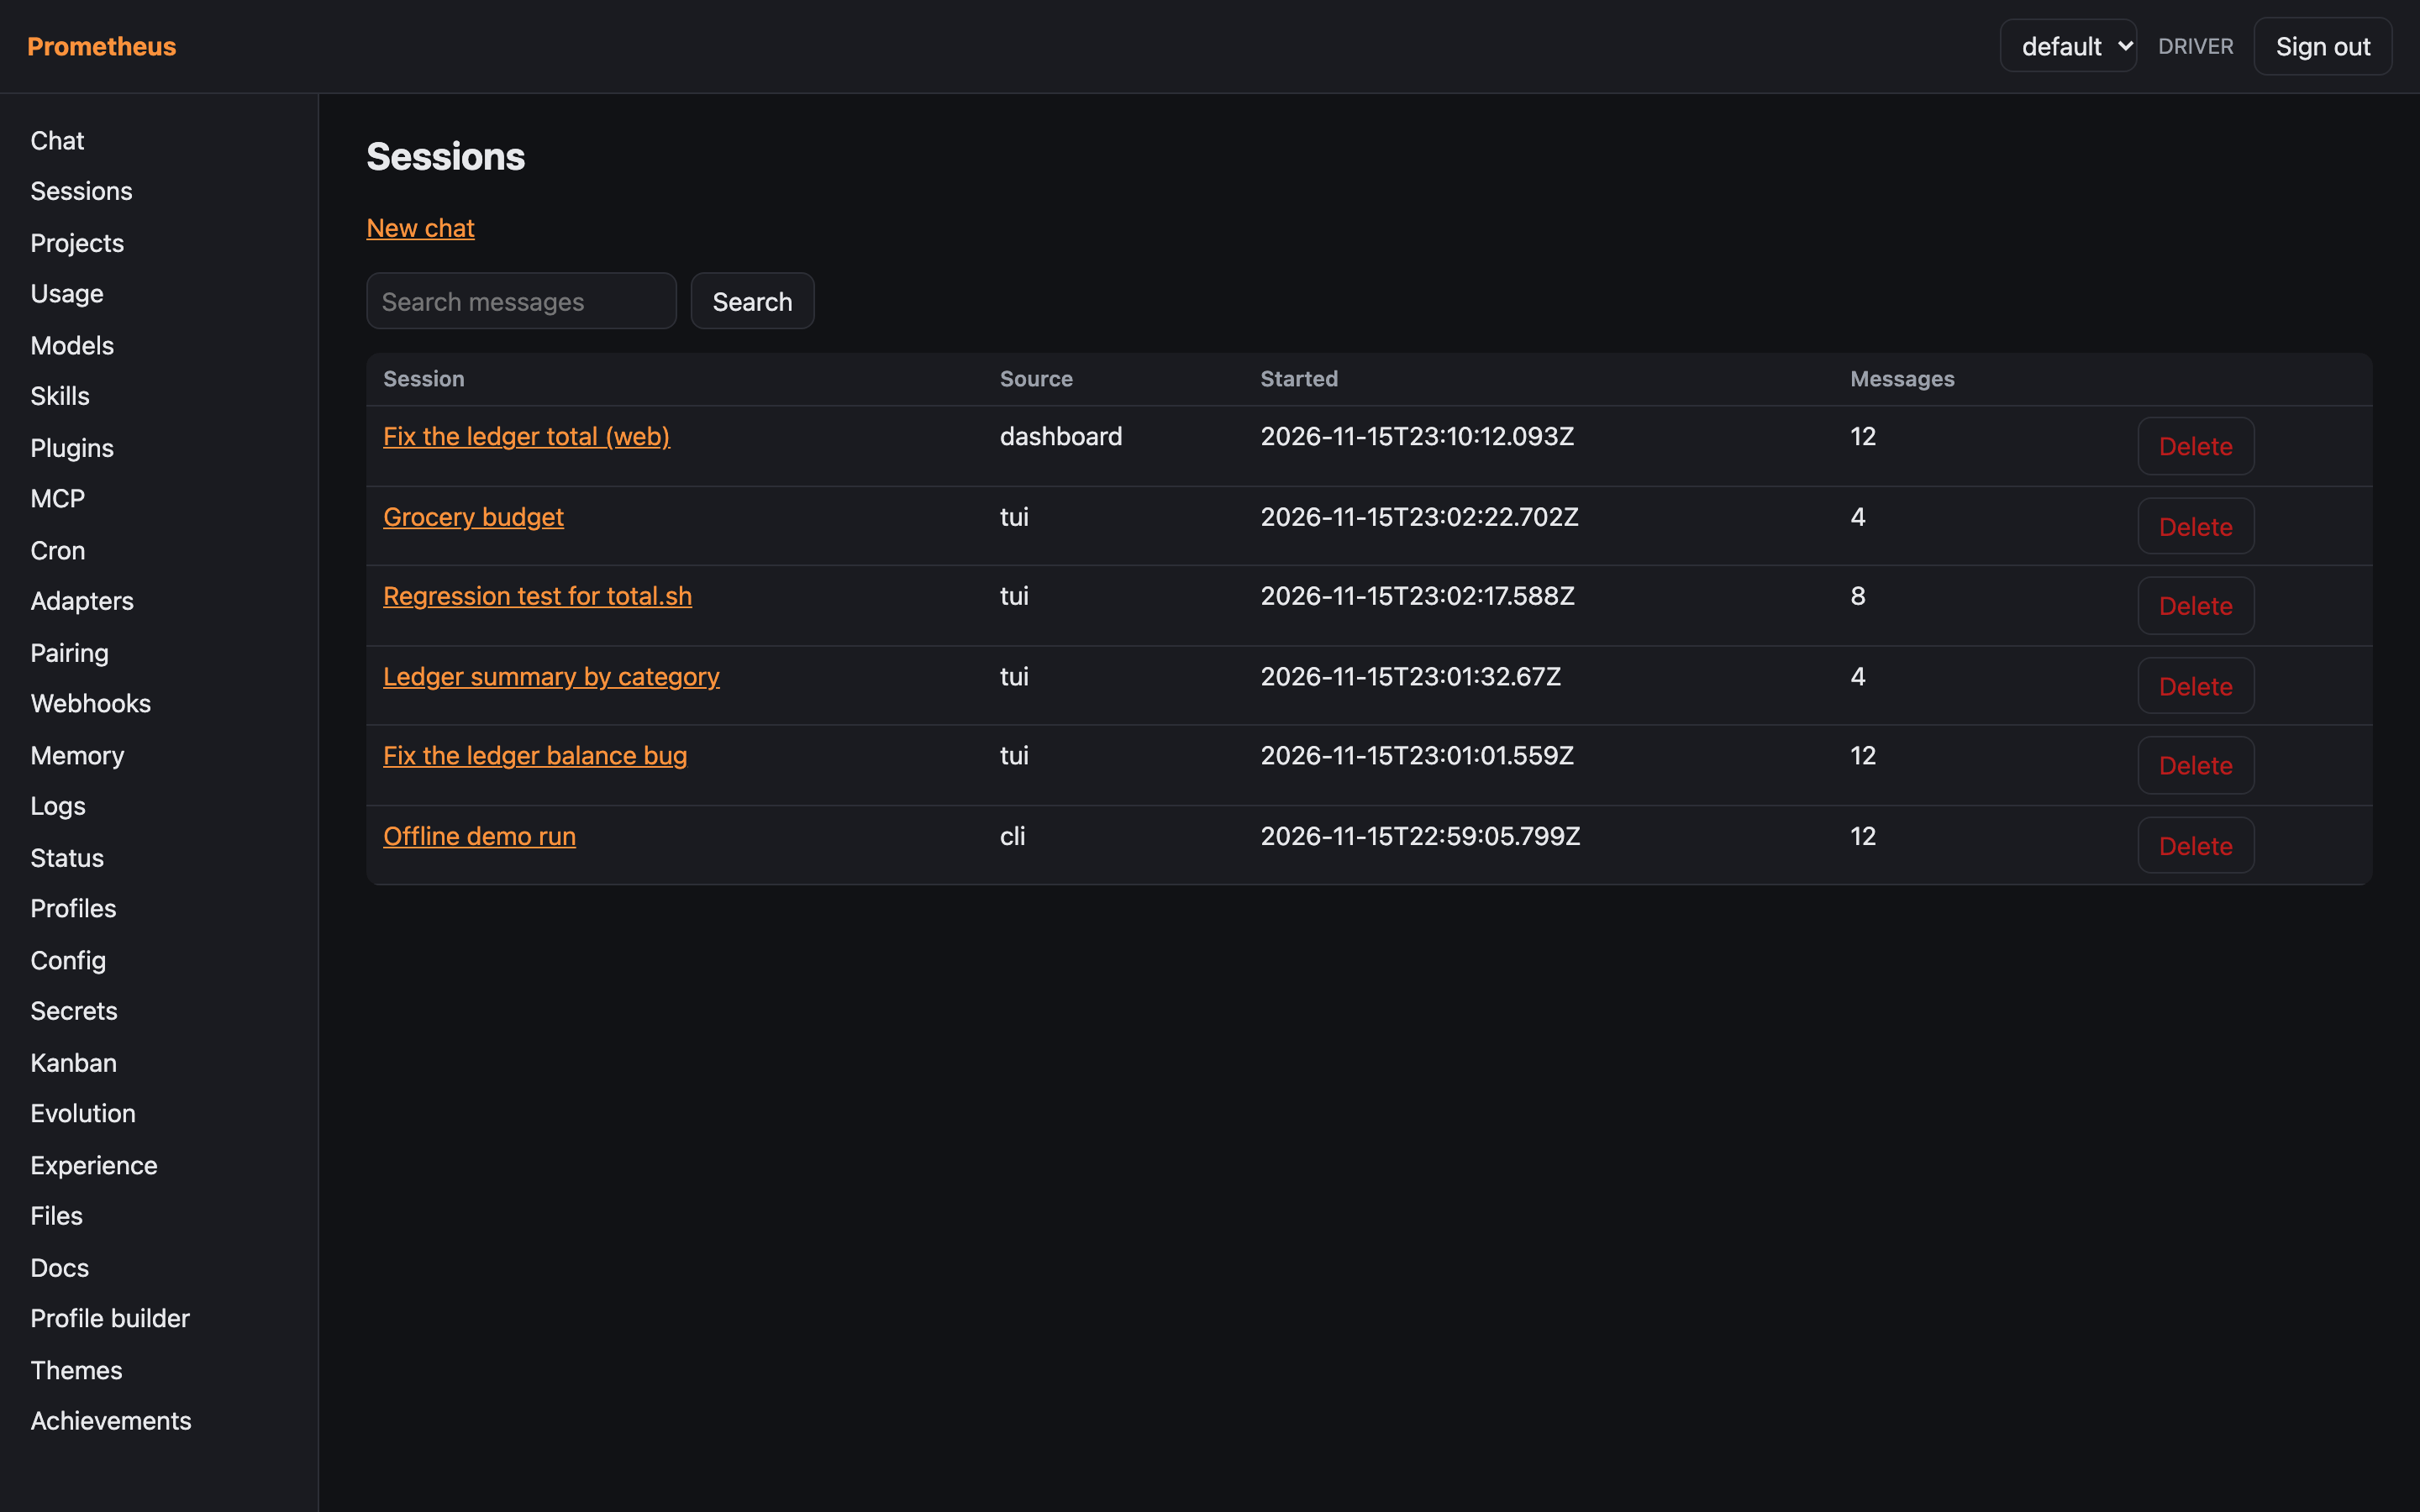 Prometheus
default DRIVER Sign out
Chat
Sessions
Projects
Usage
Models
Skills
Plugins
MCP
Cron
Adapters
Pairing
Webhooks
Memory
Logs
Status
Profiles
Config
Secrets
Kanban
Evolution
Experience
Files
Docs
Profile builder
Themes
Achievements
Sessions
New chat
Search messages Search
Session Source Started Messages
Fix the ledger total (web) dashboard 2026-11-15T23:10:12.093Z 12 Delete
Grocery budget tui 2026-11-15T23:02:22.702Z 4 Delete
Regression test for total.sh tui 2026-11-15T23:02:17.588Z 8 Delete
Ledger summary by category tui 2026-11-15T23:01:32.67Z 4 Delete
Fix the ledger balance bug tui 2026-11-15T23:01:01.559Z 12 Delete
Offline demo run cli 2026-11-15T22:59:05.799Z 12 Delete